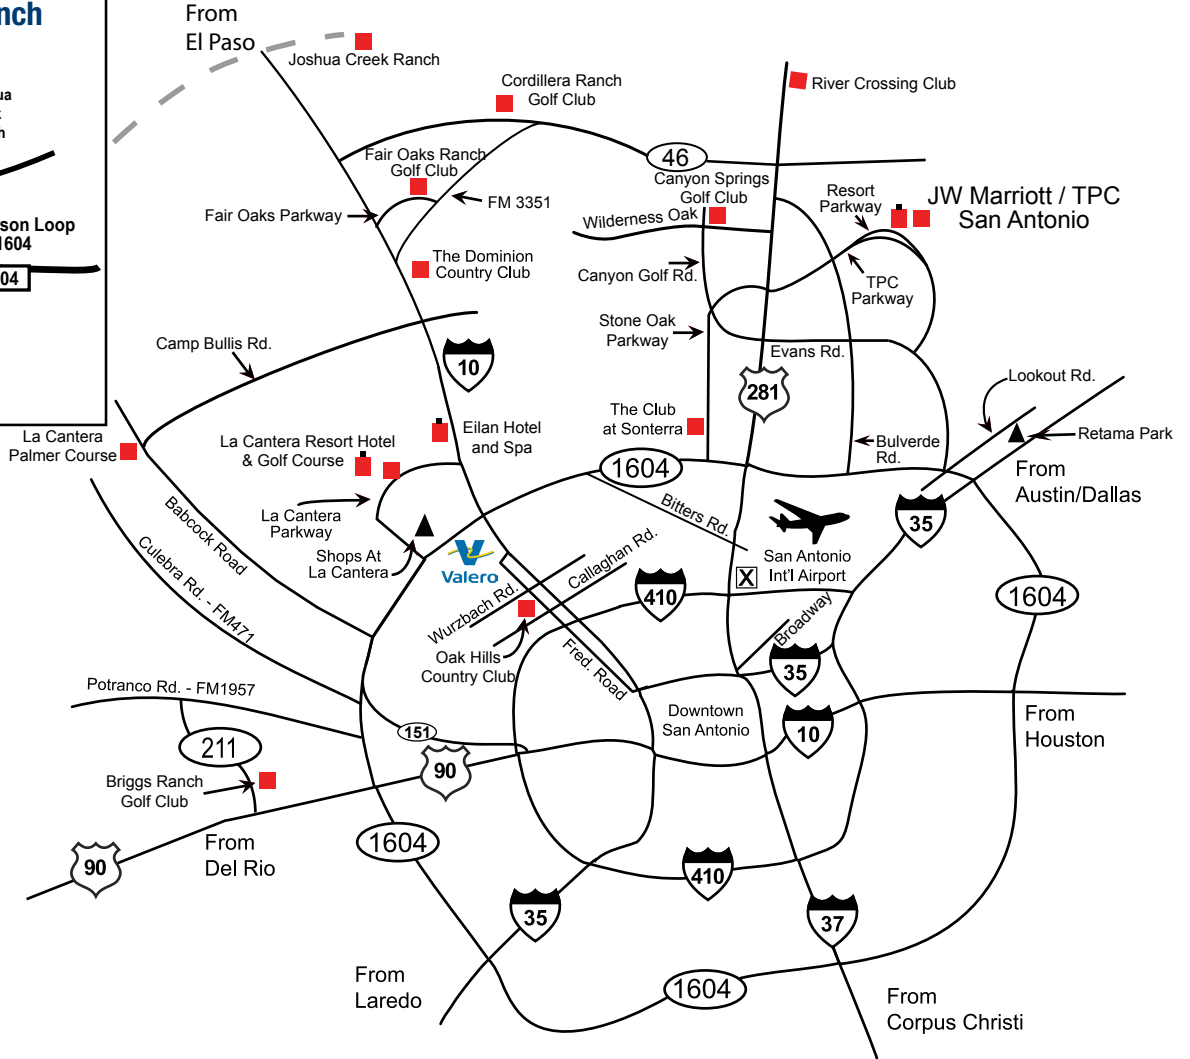 nch
ua
h
son Loop
1604
04
From
El Paso
Joshua Creek Ranch
Cordillera Ranch
Golf Club
River Crossing Club
46
Fair Oaks Ranch
Golf Club
FM 3351
Fair Oaks Parkway
Canyon Springs
Golf Club
Wilderness Oak
Resort
Parkway
JW Marriott / TPC
San Antonio
The Dominion
Country Club
Canyon Golf Rd.
TPC
Parkway
Stone Oak
Parkway
Evans Rd.
Camp Bullis Rd.
10
281
Lookout Rd.
The Club
at Sonterra
Eilan Hotel
and Spa
La Cantera
Palmer Course
La Cantera Resort Hotel
& Golf Course
1604
Bulverde
Rd.
Retama Park
From
Austin/Dallas
La Cantera
Parkway
Bitters Rd.
35
Babcock Road
Shops At
La Cantera
Valero
Culebra Rd. - FM471
Wurzbach Rd.
Callaghan Rd.
San Antonio
Int'l Airport
X
410
1604
Broadway
Oak Hills
Country Club
Fred. Road
35
Potranco Rd. - FM1957
Downtown
San Antonio
10
From
Houston
151
211
90
Briggs Ranch
Golf Club
1604
From
Del Rio
90
410
35
37
From
Laredo
1604
From
Corpus Christi